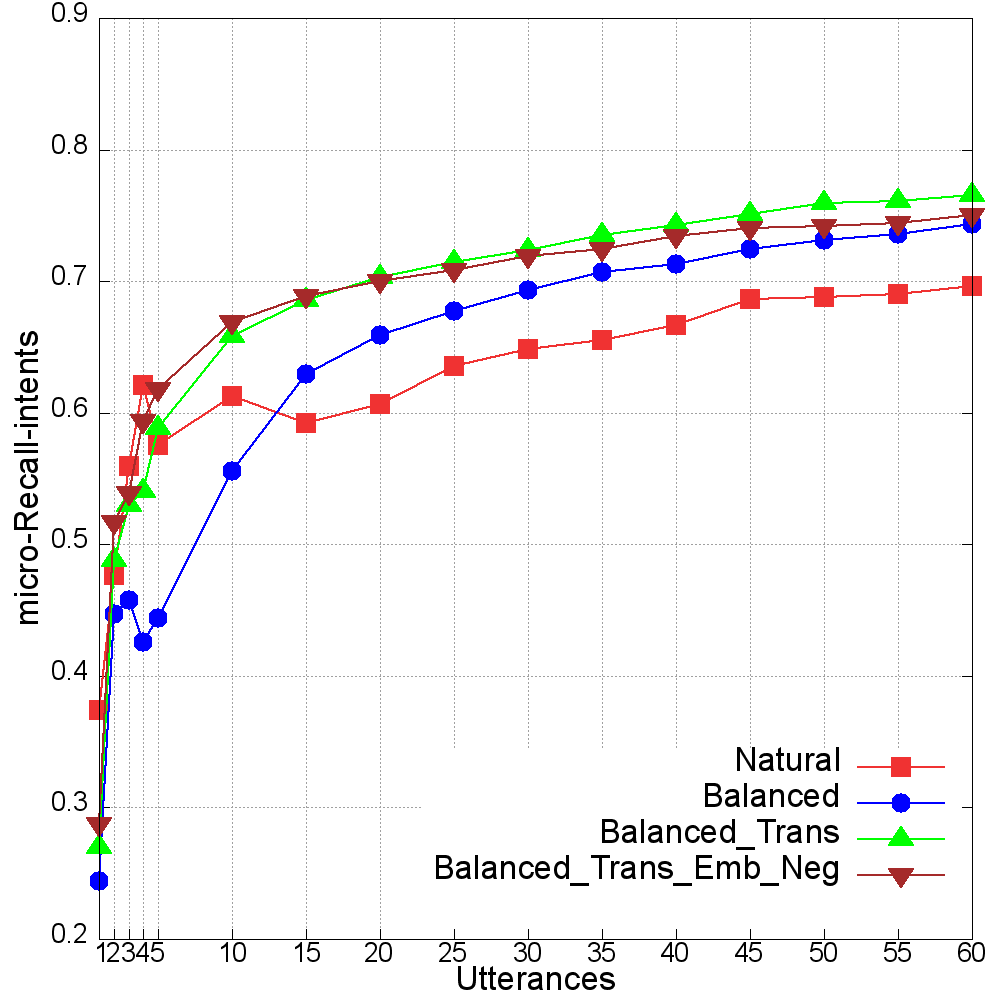 0.9
0.8
0.7
0.6
0.5
0.4
0.3
0.2
micro-Recall-intents
Natural
Balanced
Balanced_Trans
Balanced_Trans_Emb_Neg
1 2 3 4 5 10 15 20 25 30 35 40 45 50 55 60
Utterances